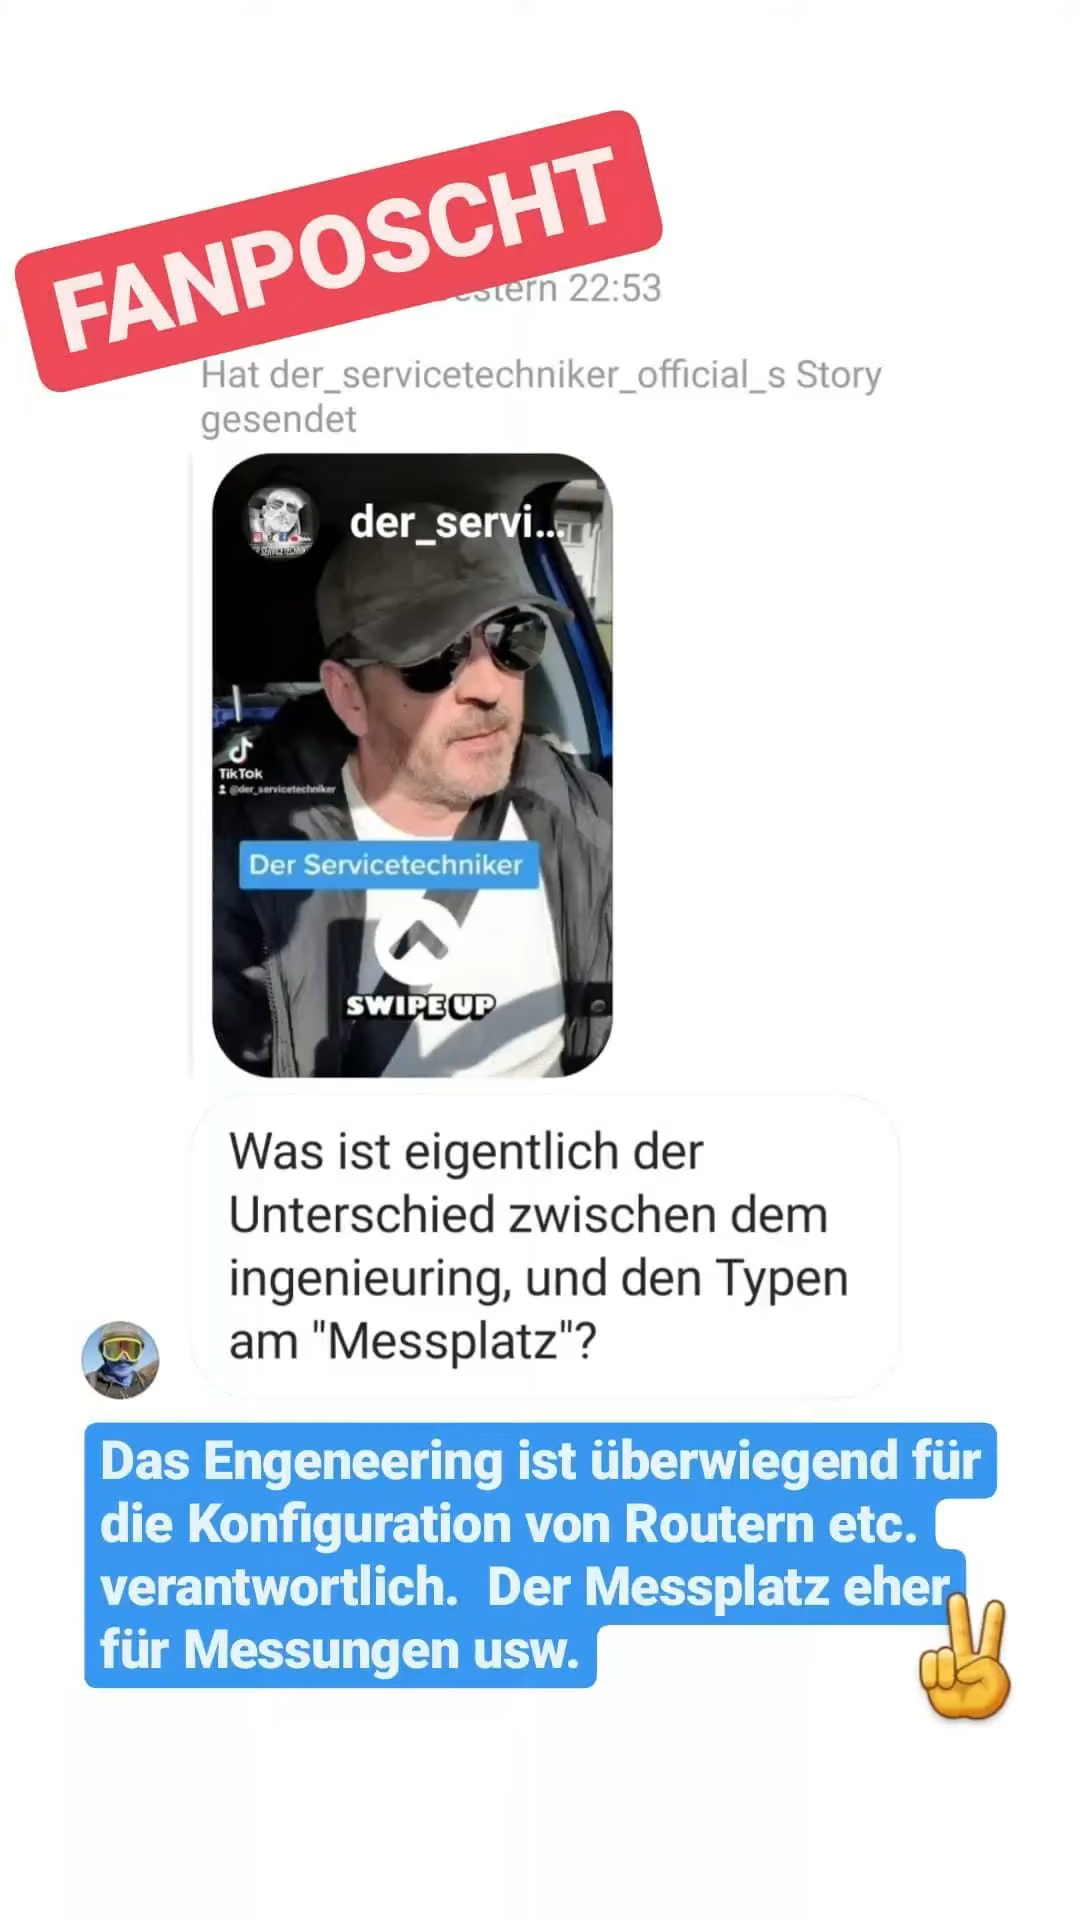 FANPOSCHT
22:53
Hat der_servicetechniker_official_s Story
gesendet
der_servi...
TikTok
@der_servicetechniker
Der Servicetechniker
SWIPE UP
Was ist eigentlich der
Unterschied zwischen dem
ingenieuring, und den Typen
am "Messplatz"?
Das Engeneering ist überwiegend für
die Konfiguration von Routern etc.
verantwortlich. Der Messplatz eher
für Messungen usw.